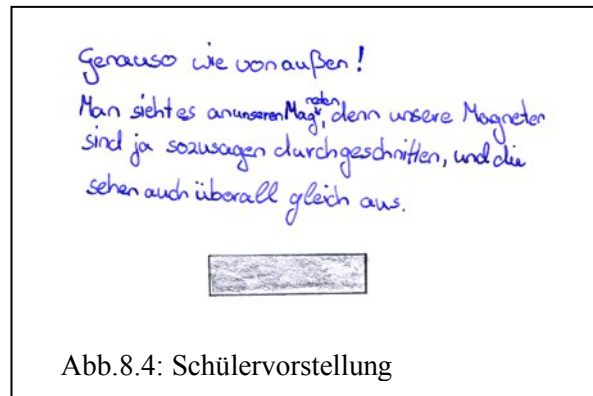 Genauso wie von außen!
Man sieht es an unseren Magneten, denn unsere Magneten
sind ja sozusagen durchgeschnitten, und die
sehen auch überall gleich aus.
Abb.8.4: Schülervorstellung